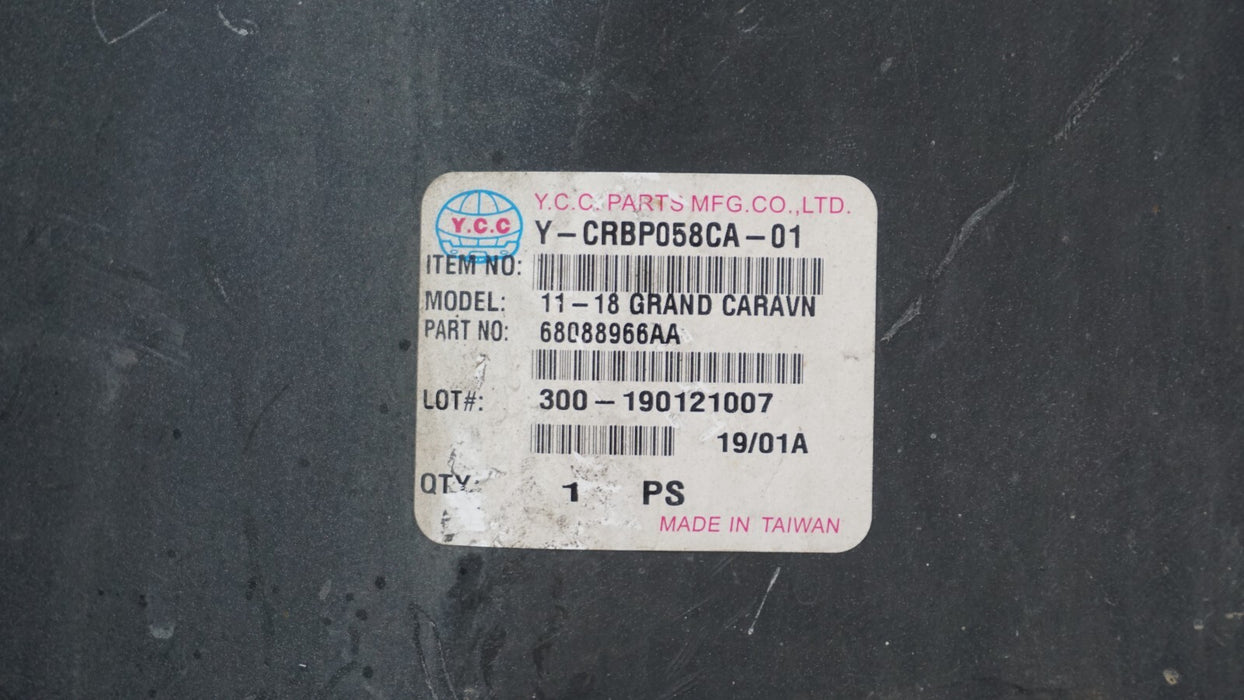 Y.C.C. PARTS MFG.CO.,LTD.
Y.C.C
Y-CRBP058CA-01
ITEM NO:
MODEL: 11-18 GRAND CARAVN
PART NO: 68088966AA
LOT#: 300-190121007
19/01A
QTY: 1 PS
MADE IN TAIWAN